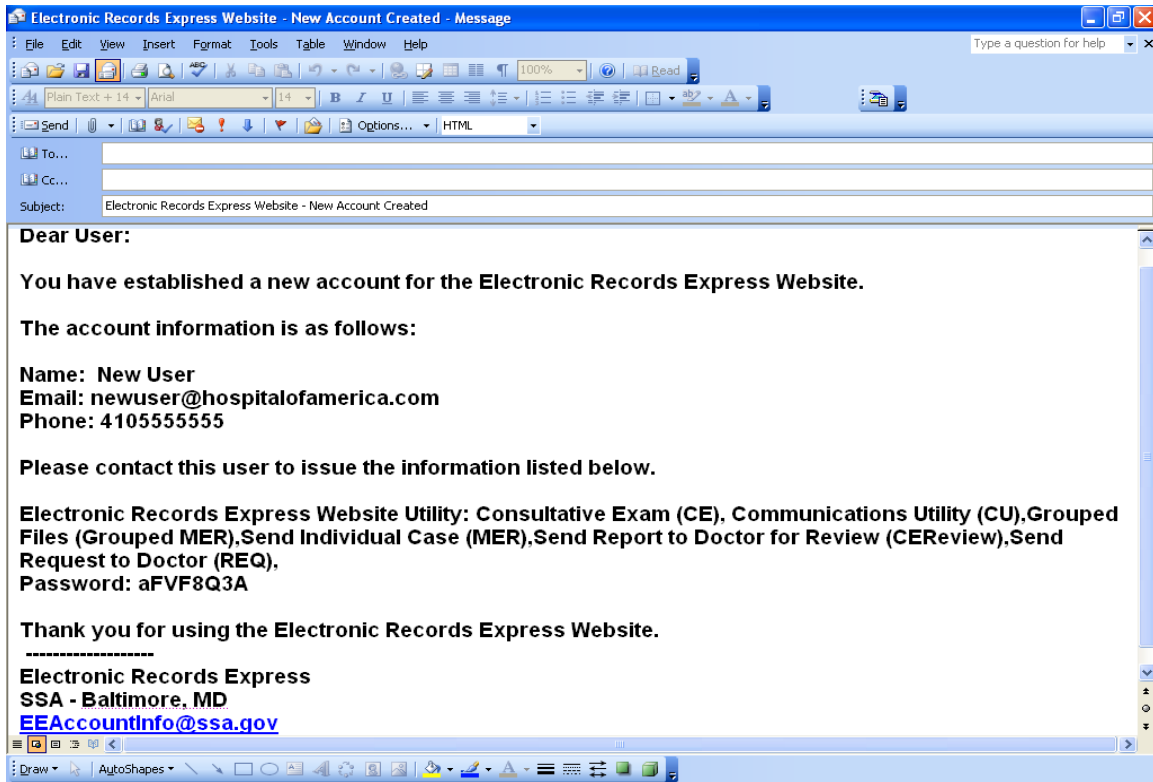 Electronic Records Express Website - New Account Created - Message
File Edit View Insert Format Tools Table Window Help Type a question for help
100% Read
Plain Text + 14 Arial 14 B I U
Send Options... HTML
To...
Cc...
Subject: Electronic Records Express Website - New Account Created
Dear User:
You have established a new account for the Electronic Records Express Website.
The account information is as follows:
Name: New User
Email: newuser@hospitalofamerica.com
Phone: 4105555555
Please contact this user to issue the information listed below.
Electronic Records Express Website Utility: Consultative Exam (CE), Communications Utility (CU),Grouped
Files (Grouped MER),Send Individual Case (MER),Send Report to Doctor for Review (CEReview),Send
Request to Doctor (REQ),
Password: aFVF8Q3A
Thank you for using the Electronic Records Express Website.
-------------------
Electronic Records Express
SSA - Baltimore, MD
EEAccountInfo@ssa.gov
Draw AutoShapes